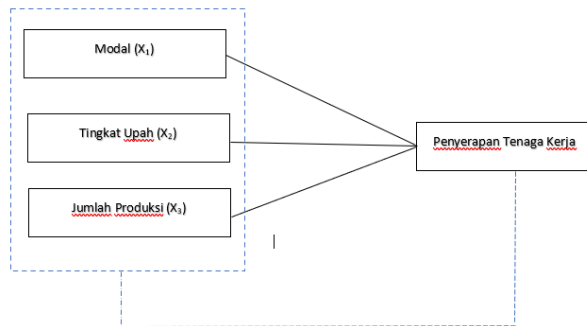 Modal (X₁)
Tingkat Upah (X₂)
Penyerapan Tenaga Kerja
Jumlah Produksi (X₃)